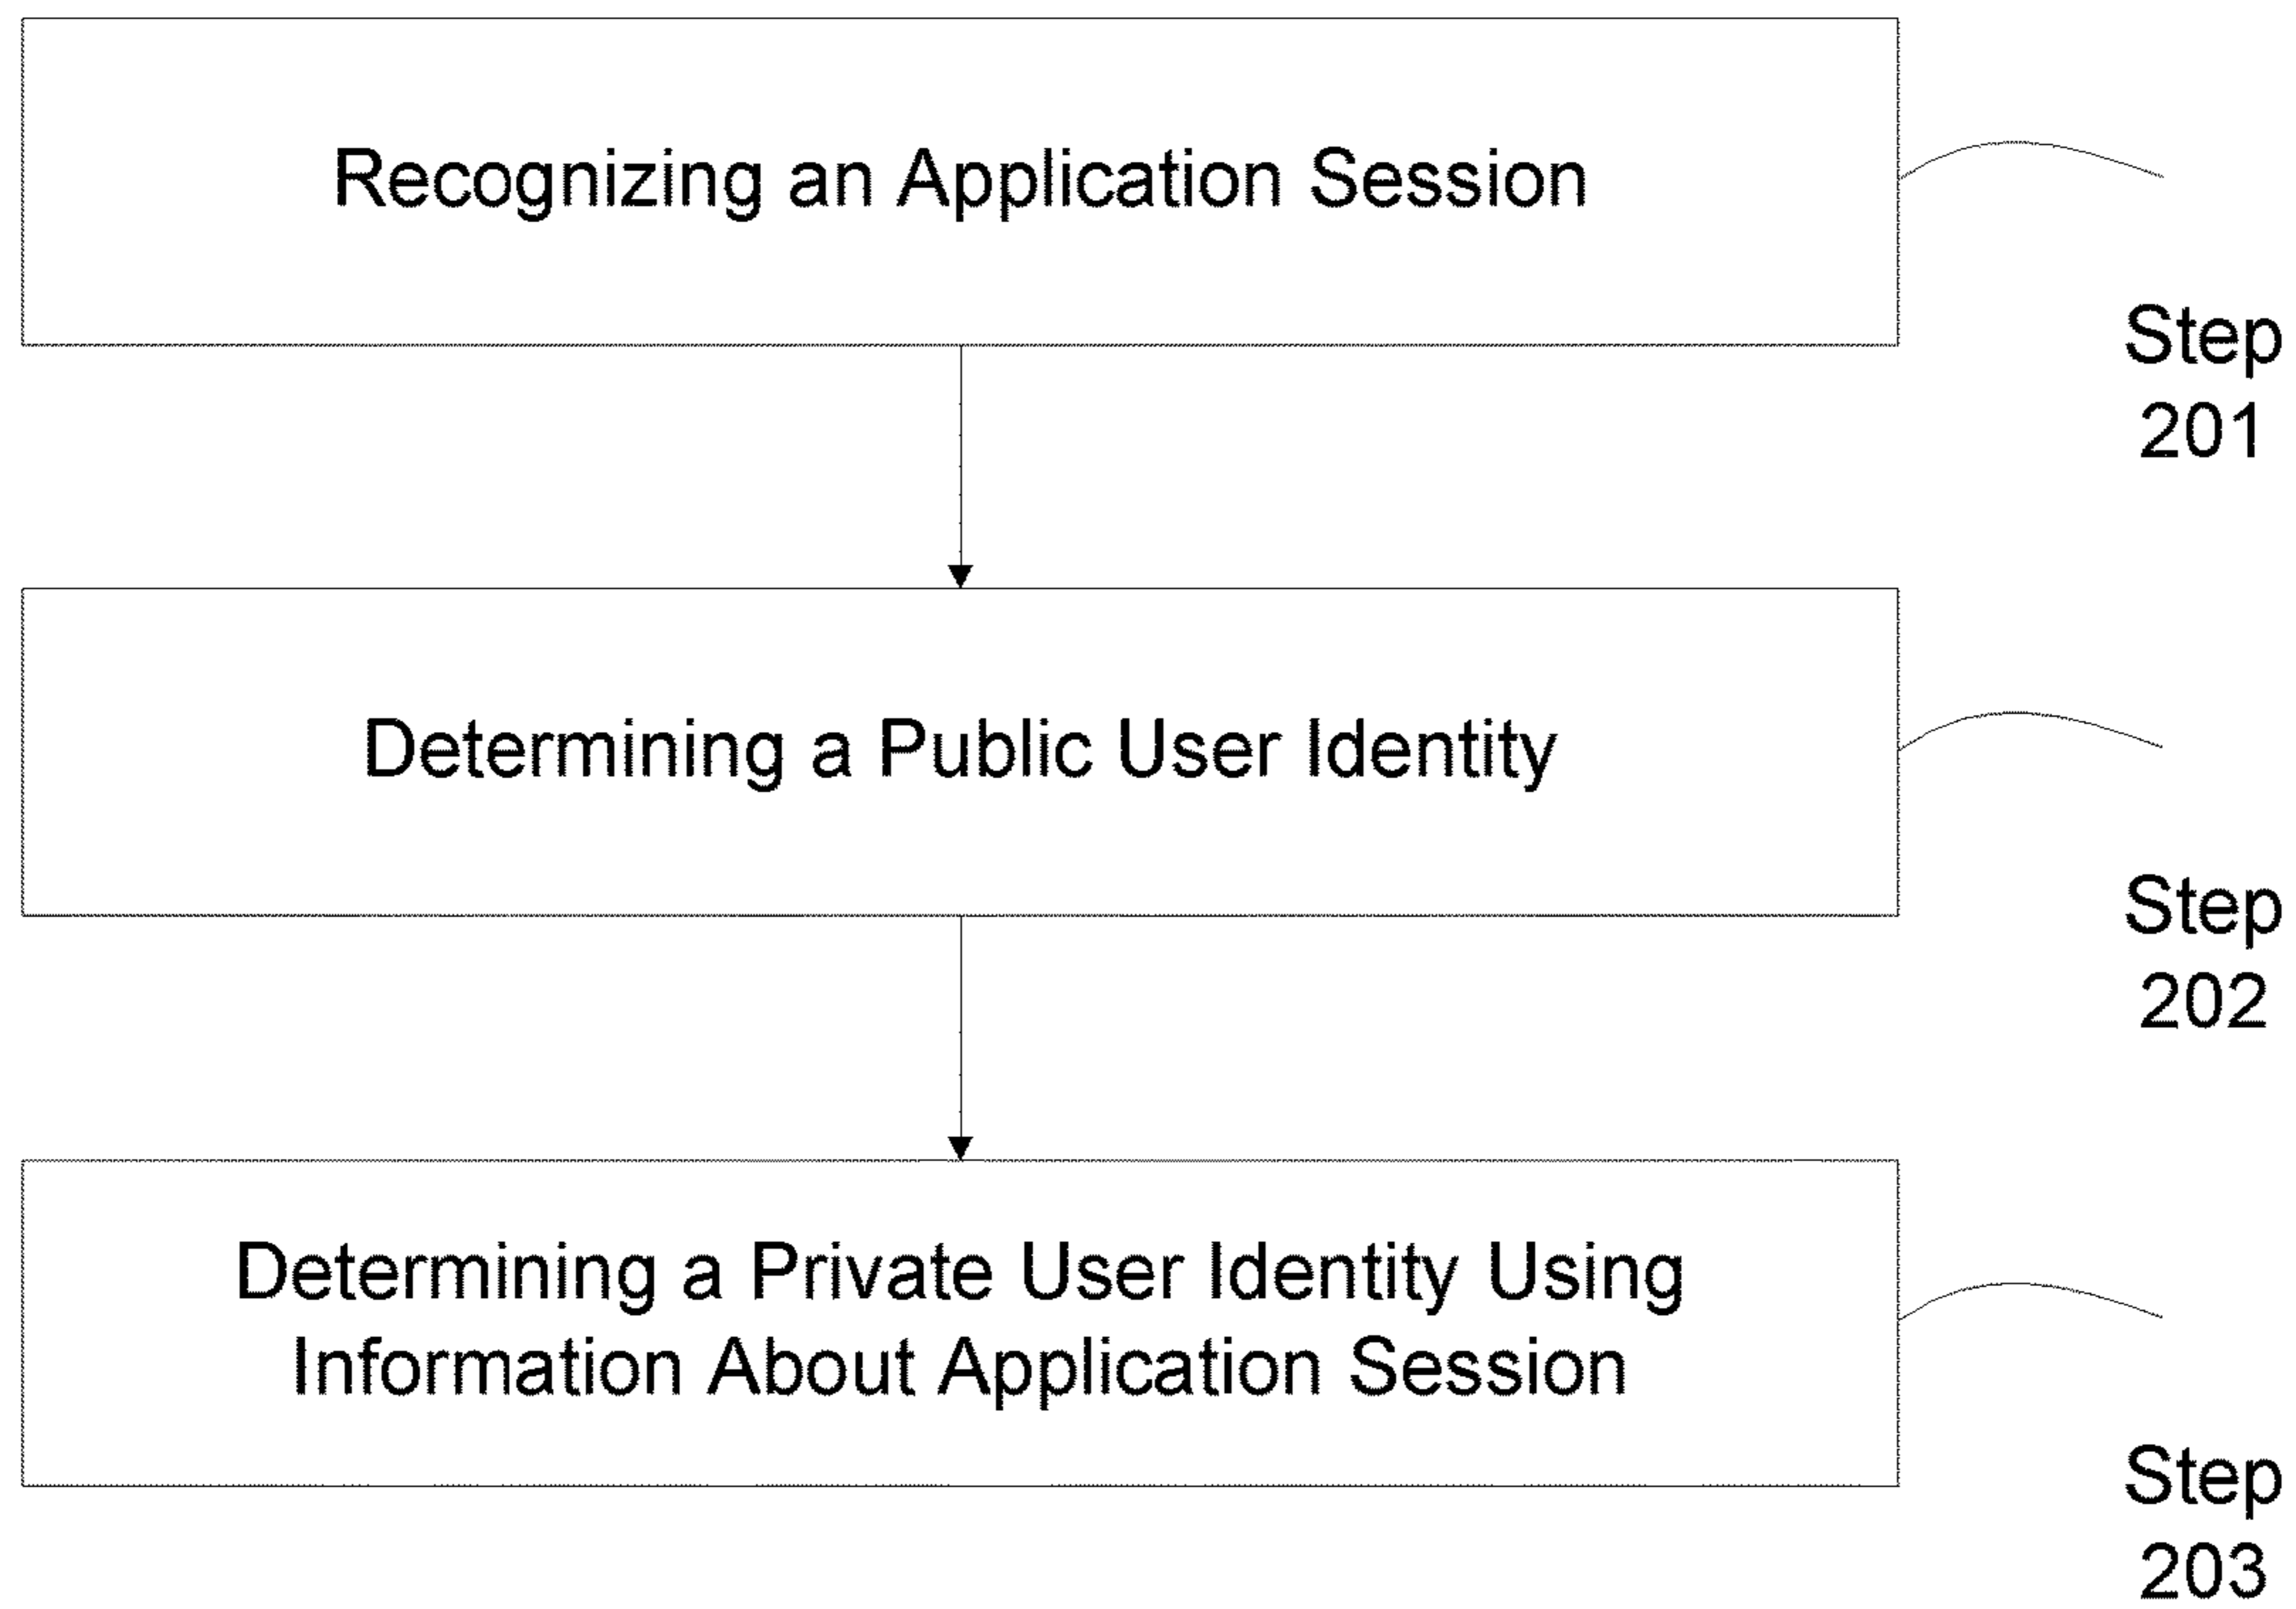 Recognizing an Application Session
Step
201
Determining a Public User Identity
Step
202
Determining a Private User Identity Using
Information About Application Session
Step
203